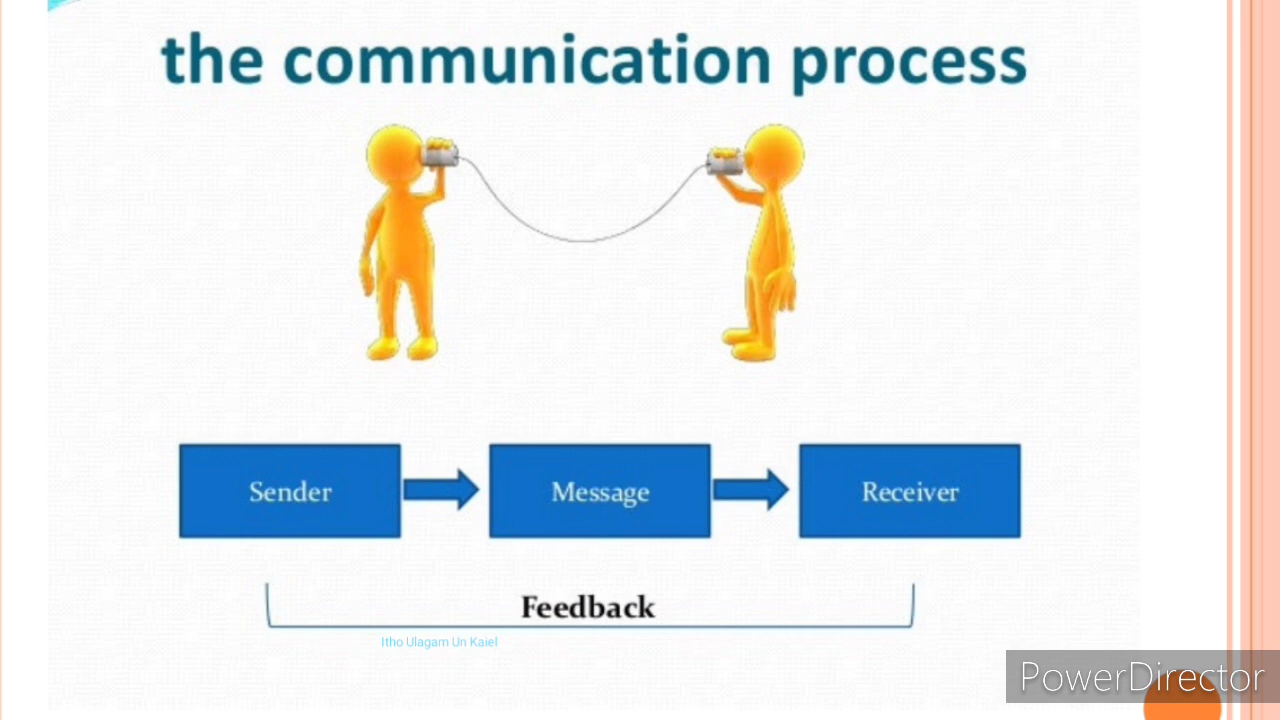 the communication process
Sender
Message
Receiver
Feedback
Itho Ulagam Un Kaiel
PowerDirector